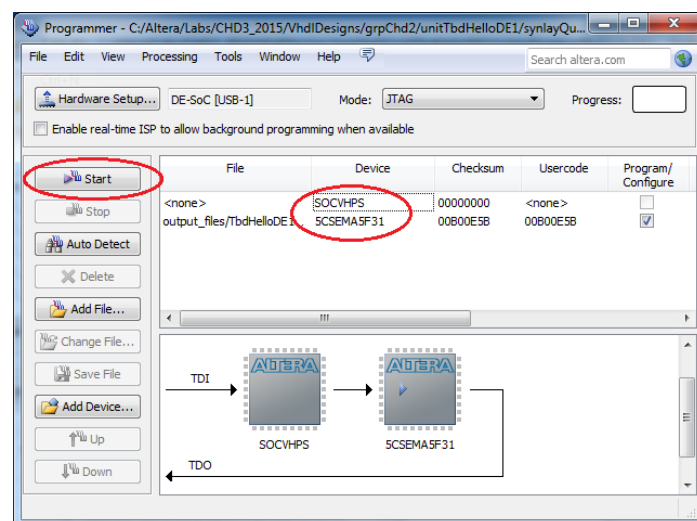 Programmer - C:/Altera/Labs/CHD3_2015/VhdlDesigns/grpChd2/unitTbdHelloDE1/synlayQu...
File Edit View Processing Tools Window Help
Search altera.com
Hardware Setup... DE-SoC [USB-1] Mode: JTAG Progress:
Enable real-time ISP to allow background programming when available
Start
Stop
Auto Detect
Delete
Add File...
Change File...
Save File
Add Device...
Up
Down
File Device Checksum Usercode Program/
Configure
<none> SOCVHPS 00000000 <none>
output_files/TbdHelloDE1... 5CSEMA5F31 00B00E5B 00B00E5B
TDI
ALTERA
ALTERA
SOCVHPS
5CSEMA5F31
TDO